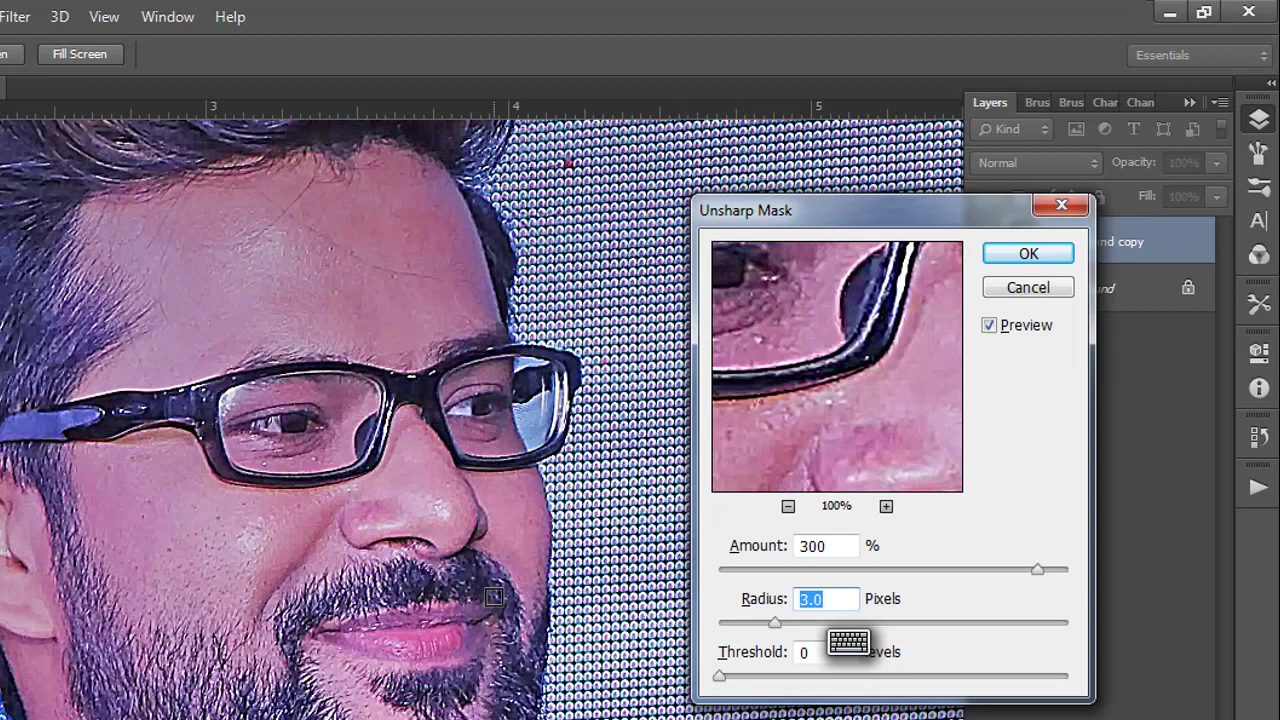 Filter 3D View Window Help
en Fill Screen Essentials
3 4 5
Layers Brus Brus Char Chan
Kind
Normal Opacity: 100%
Fill: 100%
Unsharp Mask
nd copy
nd
OK
Cancel
Preview
100%
Amount: 300 %
Radius: 3.0 Pixels
Threshold: 0 evels